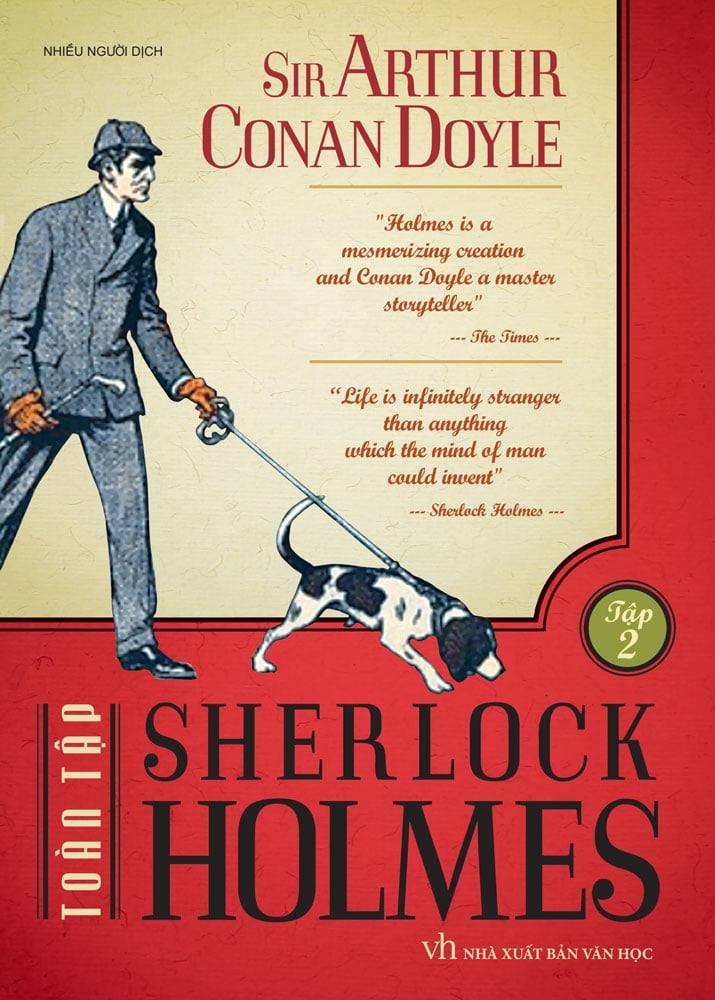 NHIỀU NGƯỜI DỊCH
SIR ARTHUR
CONAN DOYLE
"Holmes is a
mesmerizing creation
and Conan Doyle a master
storyteller"
--- The Times ---
“Life is infinitely stranger
than anything
which the mind of man
could invent"
--- Sherlock Holmes ---
Tập
2
TOÀN TẬP
SHERLOCK
HOLMES
vh NHÀ XUẤT BẢN VĂN HỌC